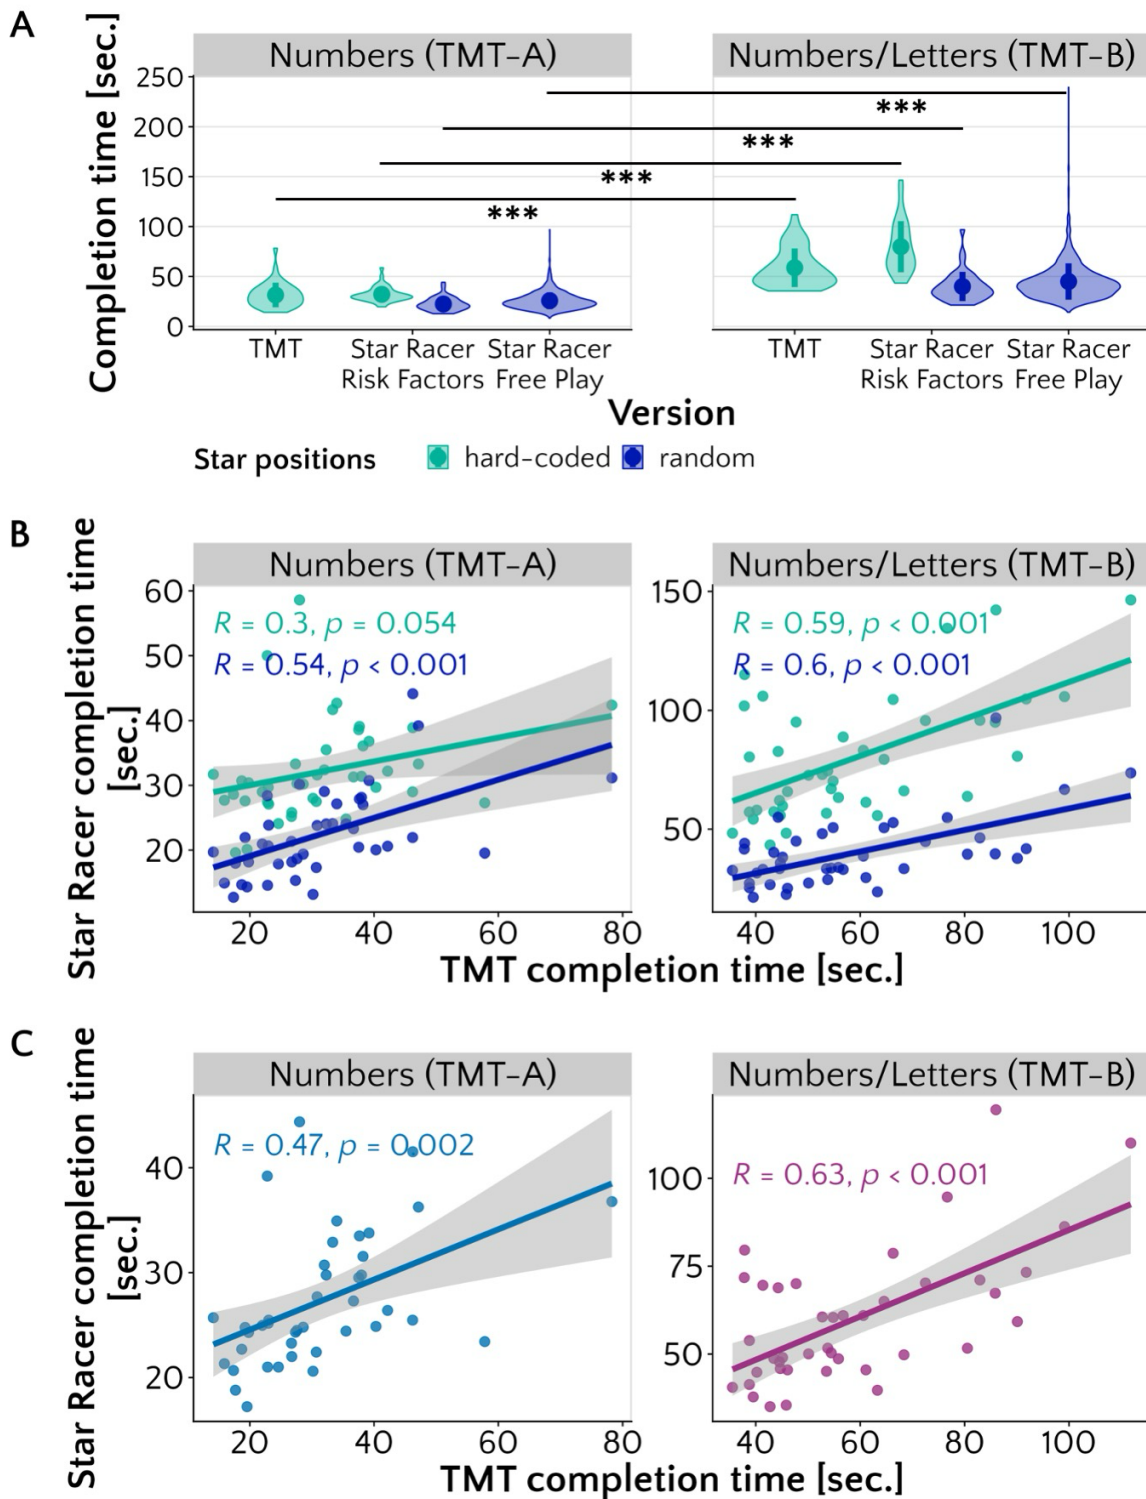 A
Completion time [sec.]
Numbers (TMT-A)
Numbers/Letters (TMT-B)
250
200
150
100
50
0
***
***
***
***
TMT
Star Racer
Risk Factors
Star Racer
Free Play
TMT
Star Racer
Risk Factors
Star Racer
Free Play
Version
Star positions
hard-coded
random
B
Star Racer completion time
[sec.]
Numbers (TMT-A)
Numbers/Letters (TMT-B)
60
50
40
30
20
R = 0.3, p = 0.054
R = 0.54, p < 0.001
20
40
60
80
150
100
50
R = 0.59, p < 0.001
R = 0.6, p < 0.001
40
60
80
100
TMT completion time [sec.]
C
Star Racer completion time
[sec.]
Numbers (TMT-A)
Numbers/Letters (TMT-B)
40
30
20
R = 0.47, p = 0.002
20
40
60
80
100
75
50
R = 0.63, p < 0.001
40
60
80
100
TMT completion time [sec.]